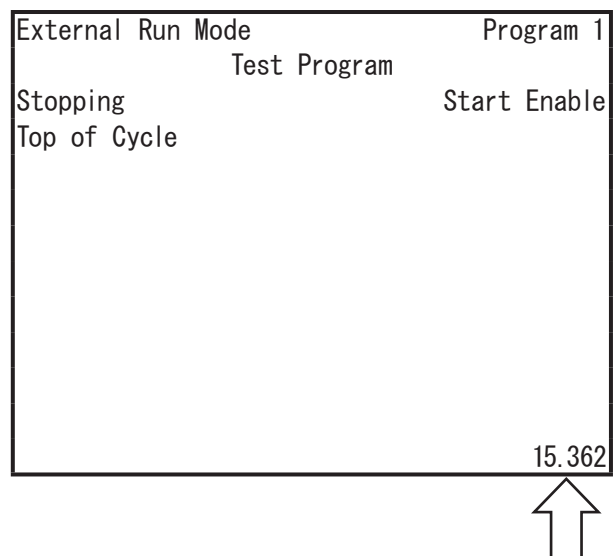 External Run Mode Program 1
Test Program
Stopping Start Enable
Top of Cycle
15.362